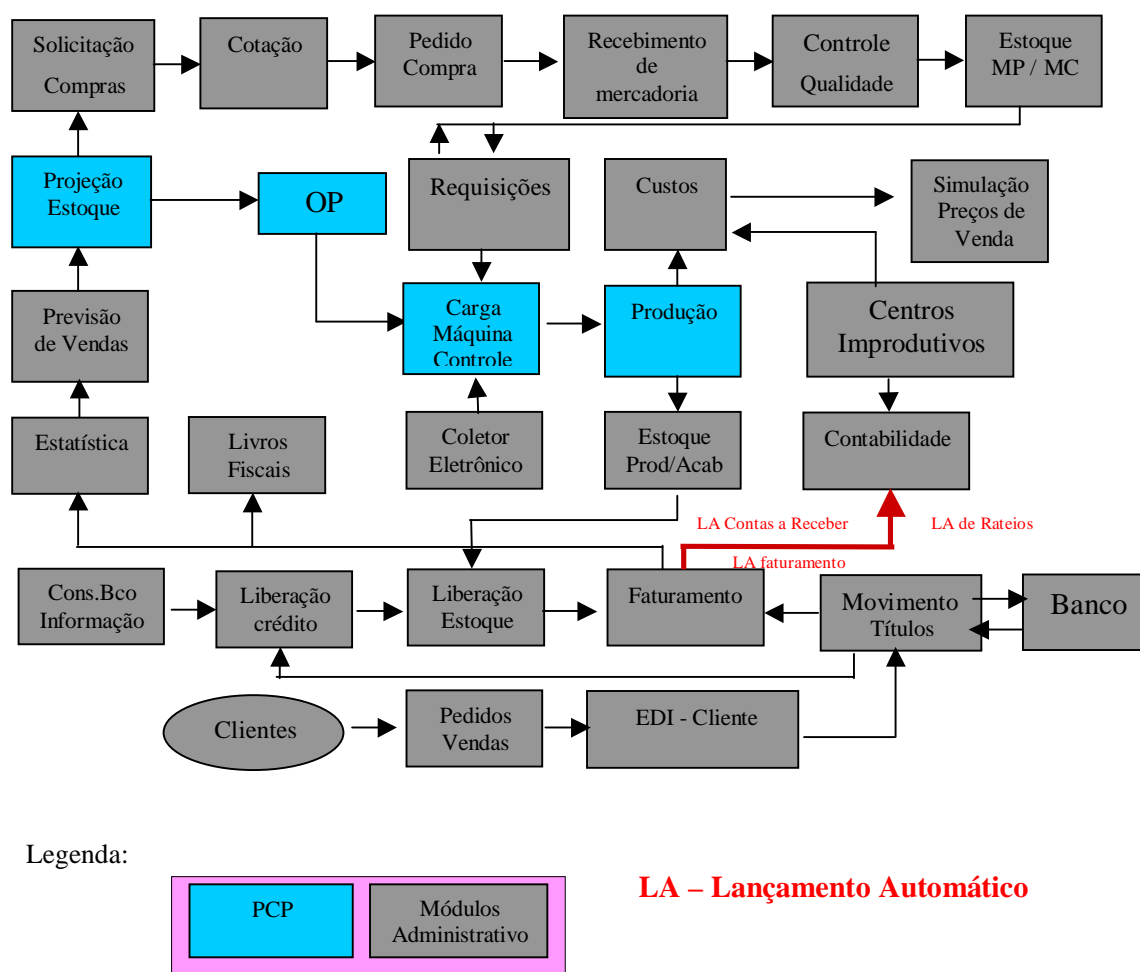 Solicitação
Compras
Cotação
Pedido
Compra
Recebimento
de
mercadoria
Controle
Qualidade
Estoque
MP / MC
Projeção
Estoque
OP
Requisições
Custos
Simulação
Preços de
Venda
Previsão
de Vendas
Carga
Máquina
Controle
Produção
Centros
Improdutivos
Estatística
Livros
Fiscais
Coletor
Eletrônico
Estoque
Prod/Acab
Contabilidade
LA Contas a Receber
LA de Rateios
LA faturamento
Cons.Bco
Informação
Liberação
crédito
Liberação
Estoque
Faturamento
Movimento
Títulos
Banco
Clientes
Pedidos
Vendas
EDI - Cliente
Legenda:
PCP
Módulos
Administrativo
LA – Lançamento Automático